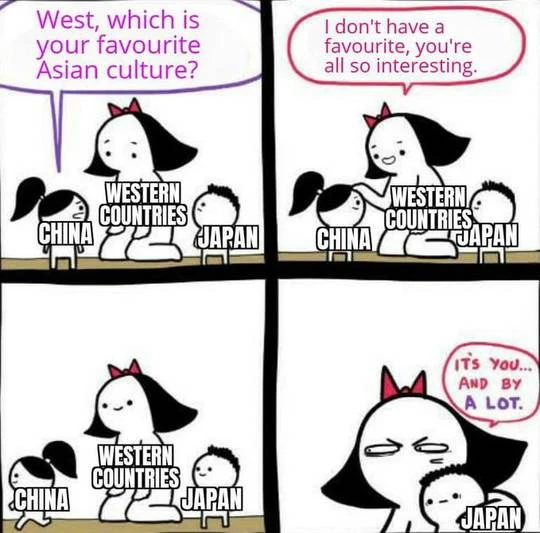 West, which is
your favourite
Asian culture?
WESTERN
COUNTRIES
CHINA
JAPAN
I don't have a
favourite, you're
all so interesting.
WESTERN
COUNTRIES
CHINA
JAPAN
WESTERN
COUNTRIES
CHINA
JAPAN
IT'S YOU...
AND BY
A LOT.
JAPAN